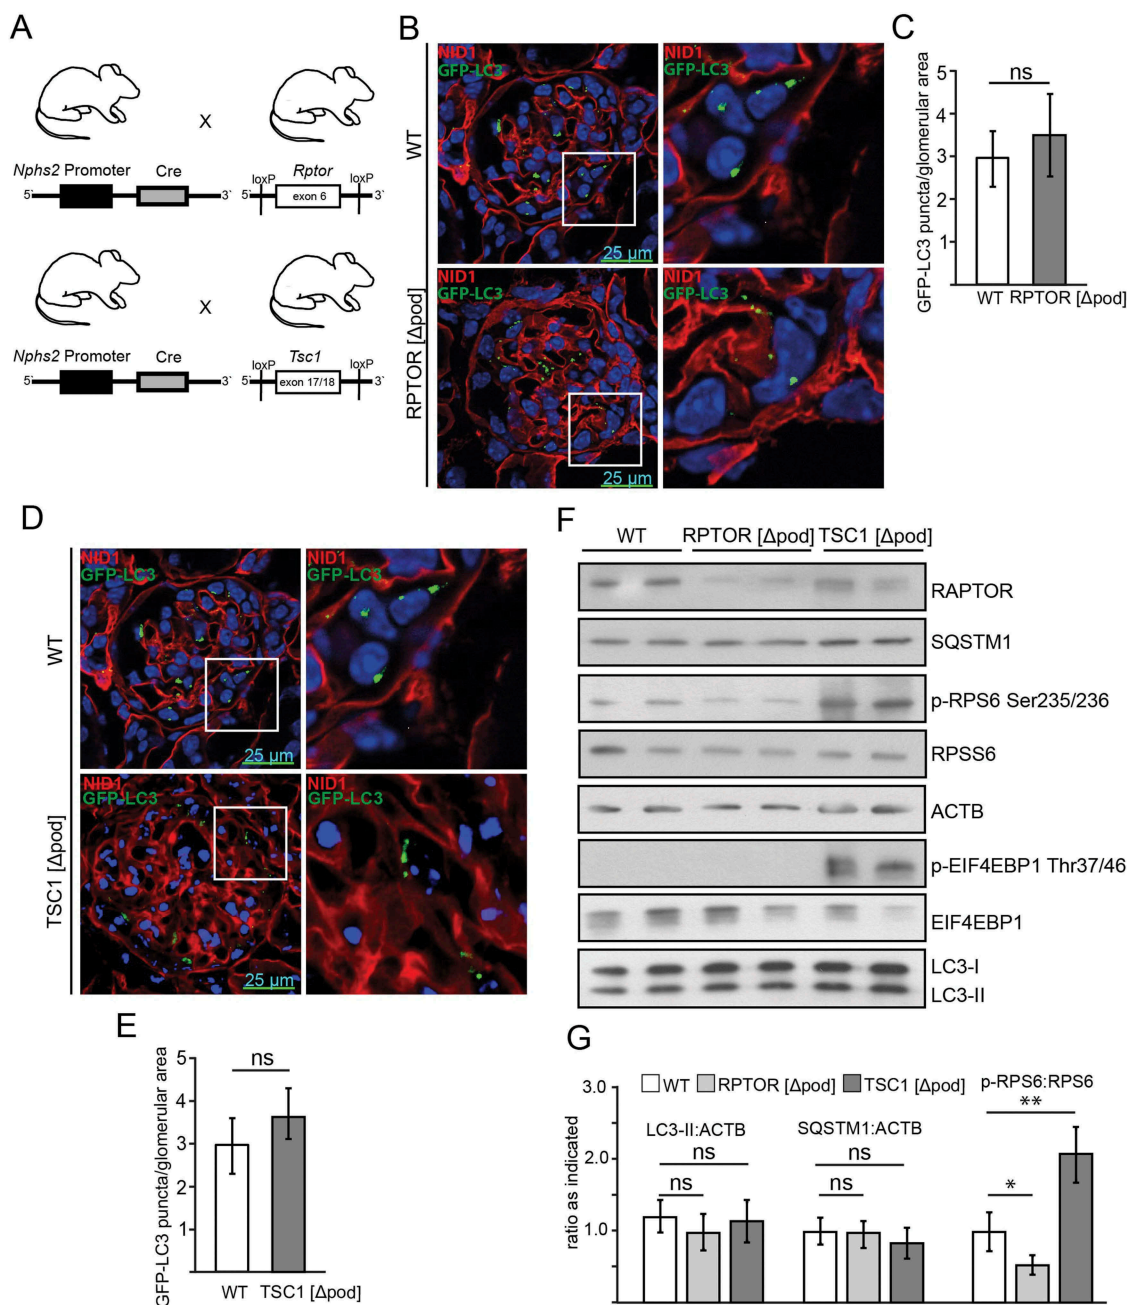 A
X
Nphs2 Promoter
Cre
5` 3`
Rptor
loxP loxP
5` exon 6 3`
X
Nphs2 Promoter
Cre
5` 3`
Tsc1
loxP loxP
5` exon 17/18 3`
B
WT
NID1
GFP-LC3
25 µm
NID1
GFP-LC3
RPTOR [Δpod]
NID1
GFP-LC3
25 µm
NID1
GFP-LC3
C
GFP-LC3 puncta/glomerular area
5
4
3
2
1
ns
WT RPTOR [Δpod]
D
WT
NID1
GFP-LC3
25 µm
NID1
GFP-LC3
TSC1 [Δpod]
NID1
GFP-LC3
25 µm
NID1
GFP-LC3
E
GFP-LC3 puncta/glomerular area
5
4
3
2
1
ns
WT TSC1 [Δpod]
F
WT RPTOR [Δpod] TSC1 [Δpod]
RAPTOR
SQSTM1
p-RPS6 Ser235/236
RPSS6
ACTB
p-EIF4EBP1 Thr37/46
EIF4EBP1
LC3-I
LC3-II
G
ratio as indicated
3.0
2.0
1.0
WT RPTOR [Δpod] TSC1 [Δpod]
LC3-II:ACTB
ns
ns
SQSTM1:ACTB
ns
ns
p-RPS6:RPS6
**
*